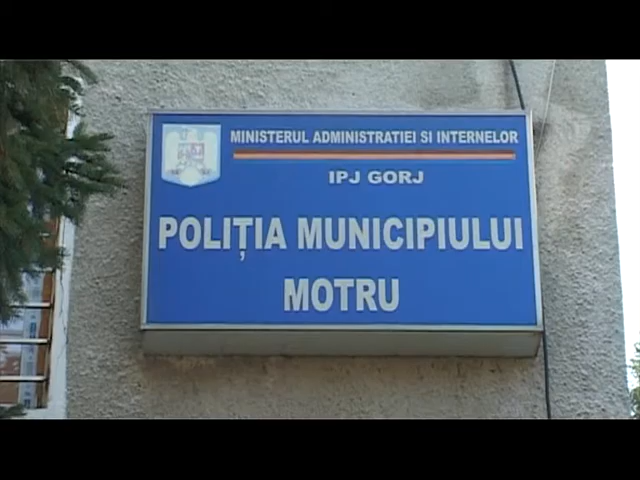 MINISTERUL ADMINISTRATIEI SI INTERNELOR
IPJ GORJ
POLIȚIA MUNICIPIULUI
MOTRU